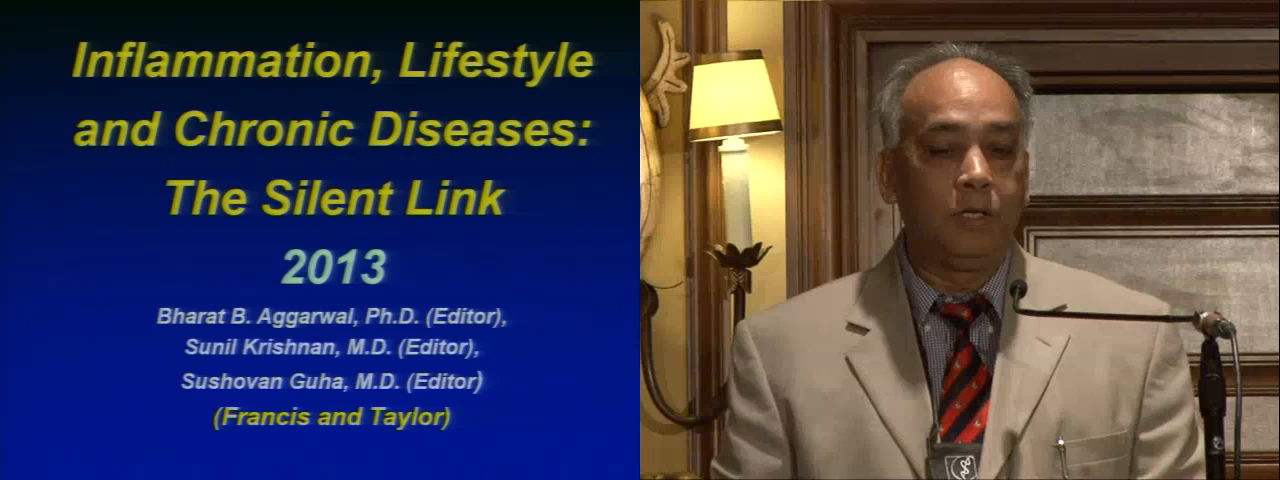 Inflammation, Lifestyle
and Chronic Diseases:
The Silent Link
2013
Bharat B. Aggarwal, Ph.D. (Editor),
Sunil Krishnan, M.D. (Editor),
Sushovan Guha, M.D. (Editor)
(Francis and Taylor)